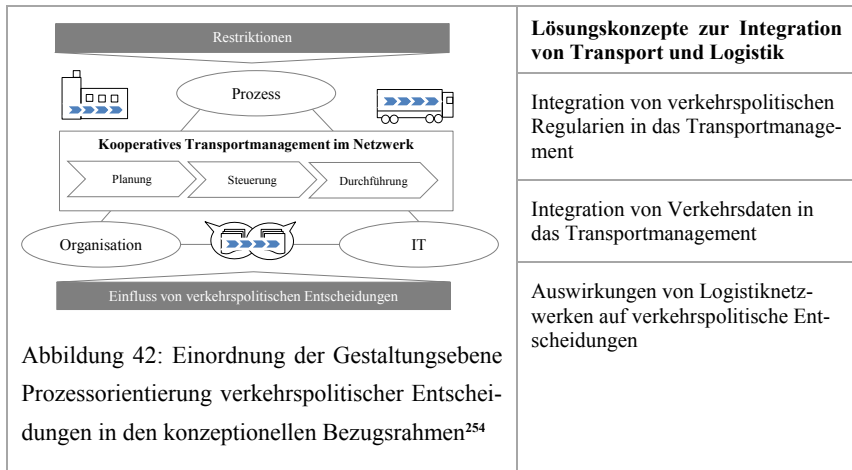 Restriktionen
Prozess
Kooperatives Transportmanagement im Netzwerk
Planung
Steuerung
Durchführung
Organisation
IT
Einfluss von verkehrspolitischen Entscheidungen
Abbildung 42: Einordnung der Gestaltungsebene
Prozessorientierung verkehrspolitischer Entschei-
dungen in den konzeptionellen Bezugsrahmen254
Lösungskonzepte zur Integration
von Transport und Logistik
Integration von verkehrspolitischen
Regularien in das Transportmanage-
ment
Integration von Verkehrsdaten in
das Transportmanagement
Auswirkungen von Logistiknetz-
werken auf verkehrspolitische Ent-
scheidungen